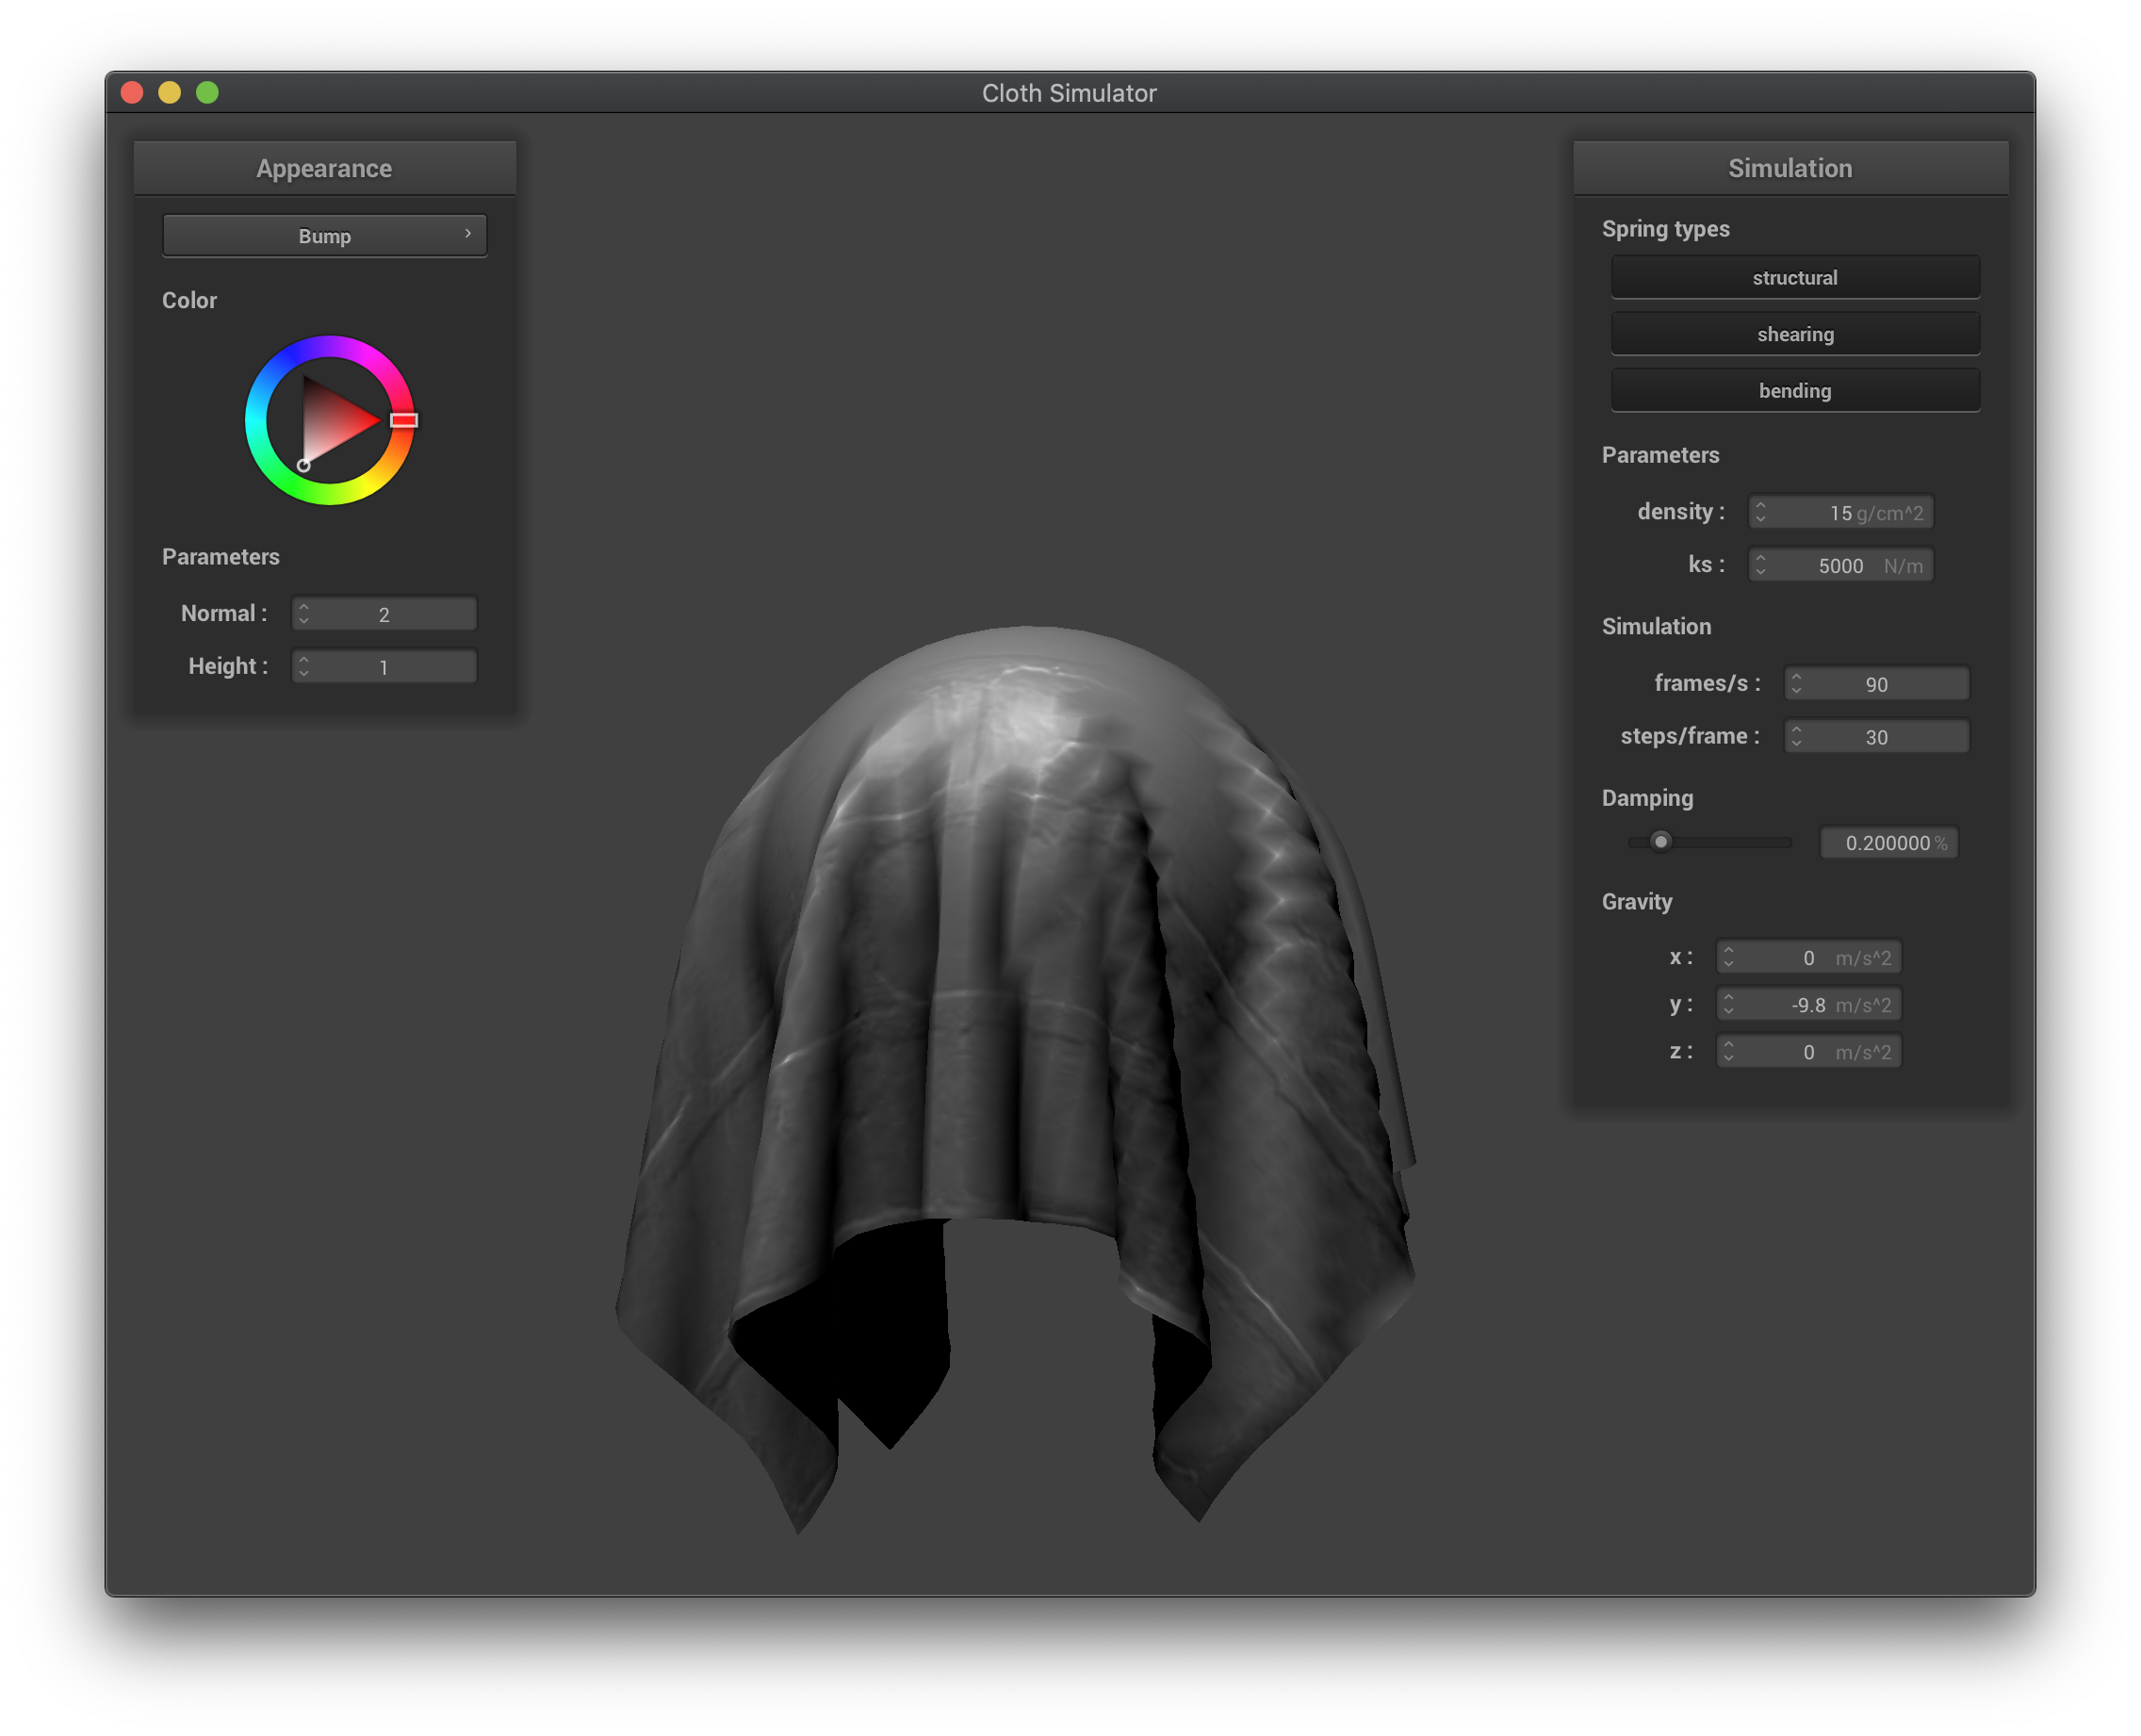 Cloth Simulator
Appearance
Bump
Color
Parameters
Normal : 2
Height : 1
Simulation
Spring types
structural
shearing
bending
Parameters
density : 15 g/cm^2
ks : 5000 N/m
Simulation
frames/s : 90
steps/frame : 30
Damping
0.200000 %
Gravity
x : 0 m/s^2
y : -9.8 m/s^2
z : 0 m/s^2